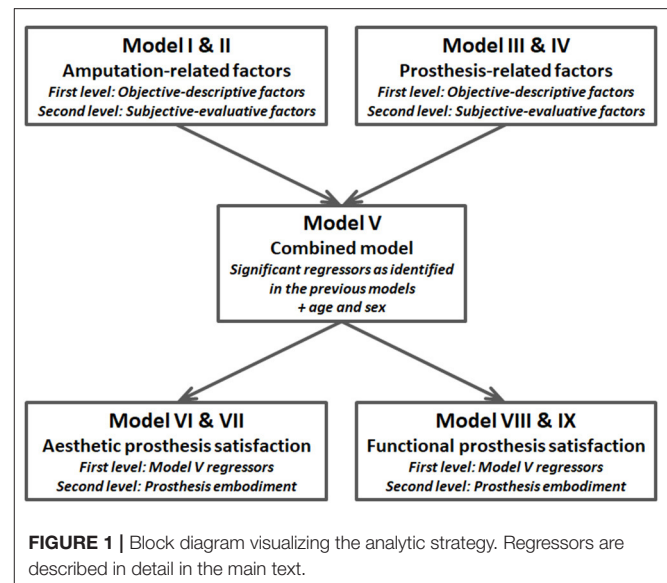 Model I & II
Amputation-related factors
First level: Objective-descriptive factors
Second level: Subjective-evaluative factors
Model III & IV
Prosthesis-related factors
First level: Objective-descriptive factors
Second level: Subjective-evaluative factors
Model V
Combined model
Significant regressors as identified
in the previous models
+ age and sex
Model VI & VII
Aesthetic prosthesis satisfaction
First level: Model V regressors
Second level: Prosthesis embodiment
Model VIII & IX
Functional prosthesis satisfaction
First level: Model V regressors
Second level: Prosthesis embodiment
FIGURE 1 | Block diagram visualizing the analytic strategy. Regressors are
described in detail in the main text.